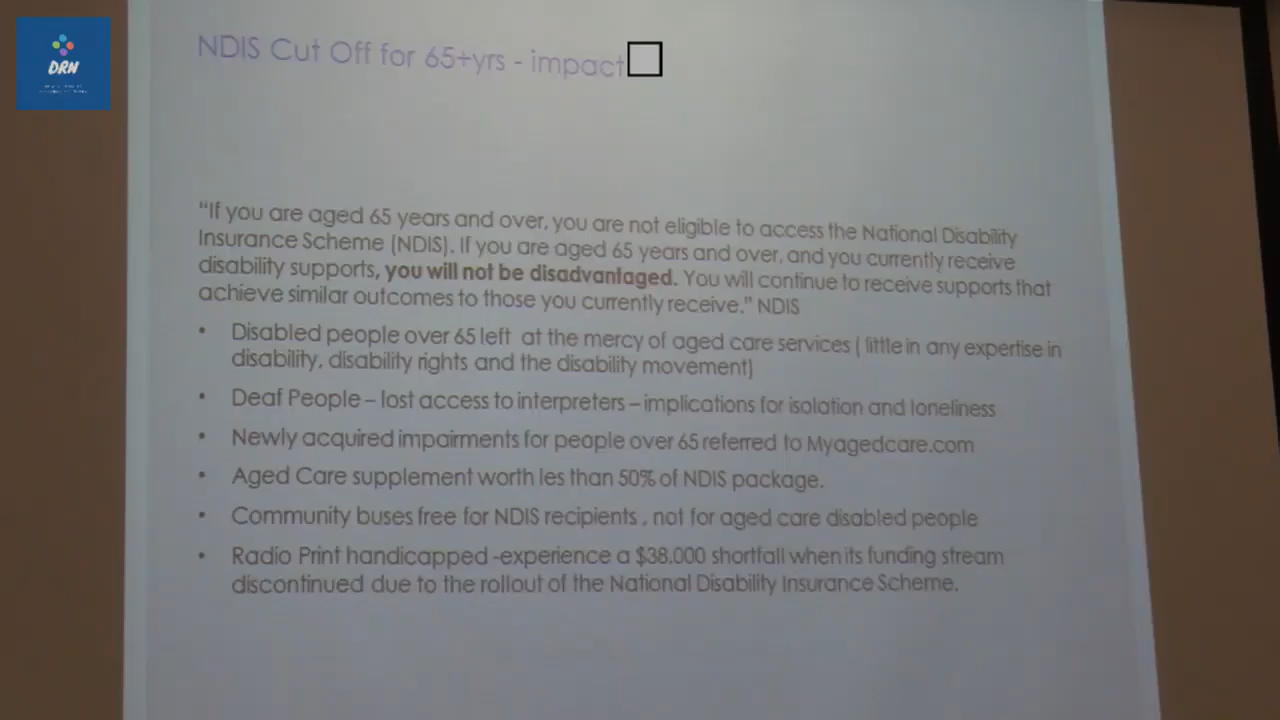 DRN
NDIS Cut Off for 65+yrs - impact
“If you are aged 65 years and over, you are not eligible to access the National Disability
Insurance Scheme (NDIS). If you are aged 65 years and over, and you currently receive
disability supports, you will not be disadvantaged. You will continue to receive supports that
achieve similar outcomes to those you currently receive.” NDIS
• Disabled people over 65 left at the mercy of aged care services ( little in any expertise in
disability, disability rights and the disability movement)
• Deaf People – lost access to interpreters – implications for isolation and loneliness
• Newly acquired impairments for people over 65 referred to Myagedcare.com
• Aged Care supplement worth less than 50% of NDIS package.
• Community buses free for NDIS recipients , not for aged care disabled people
• Radio Print handicapped -experience a $38.000 shortfall when its funding stream
discontinued due to the rollout of the National Disability Insurance Scheme.